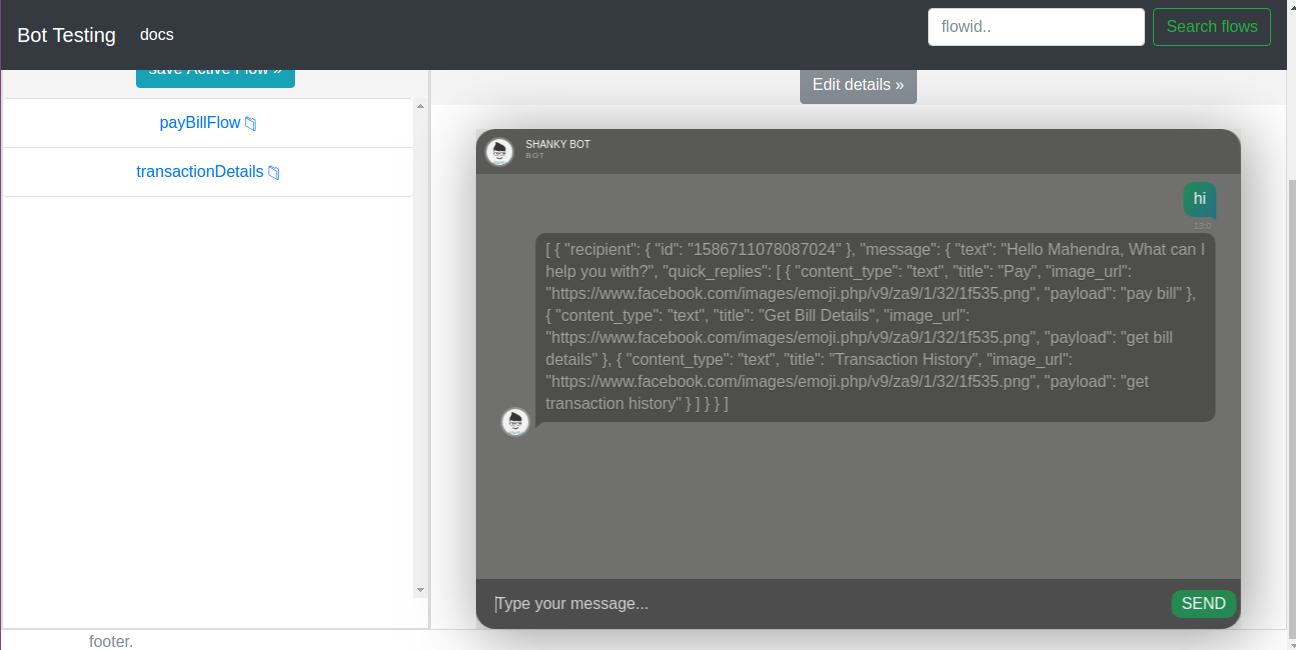 Bot Testing
docs
flowid..
Search flows
save Active Flow »
Edit details »
payBillFlow
transactionDetails
SHANKY BOT
BOT
hi
13:0
[ { "recipient": { "id": "1586711078087024" }, "message": { "text": "Hello Mahendra, What can I
help you with?", "quick_replies": [ { "content_type": "text", "title": "Pay", "image_url":
"https://www.facebook.com/images/emoji.php/v9/za9/1/32/1f535.png", "payload": "pay bill" },
{ "content_type": "text", "title": "Get Bill Details", "image_url":
"https://www.facebook.com/images/emoji.php/v9/za9/1/32/1f535.png", "payload": "get bill
details" }, { "content_type": "text", "title": "Transaction History", "image_url":
"https://www.facebook.com/images/emoji.php/v9/za9/1/32/1f535.png", "payload": "get
transaction history" } ] } } ]
Type your message...
SEND
footer.